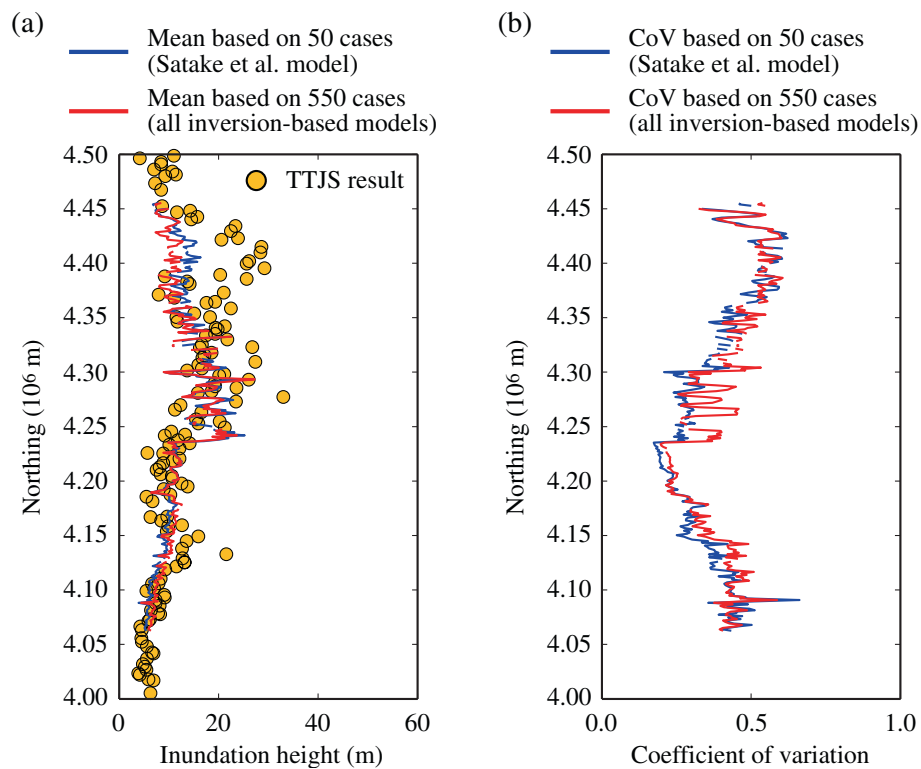 (a)
Mean based on 50 cases
(Satake et al. model)
Mean based on 550 cases
(all inversion-based models)
TTJS result
4.50
4.45
4.40
4.35
4.30
4.25
4.20
4.15
4.10
4.05
4.00
Northing (10⁶ m)
0
20
40
60
Inundation height (m)
(b)
CoV based on 50 cases
(Satake et al. model)
CoV based on 550 cases
(all inversion-based models)
4.50
4.45
4.40
4.35
4.30
4.25
4.20
4.15
4.10
4.05
4.00
Northing (10⁶ m)
0.0
0.5
1.0
Coefficient of variation